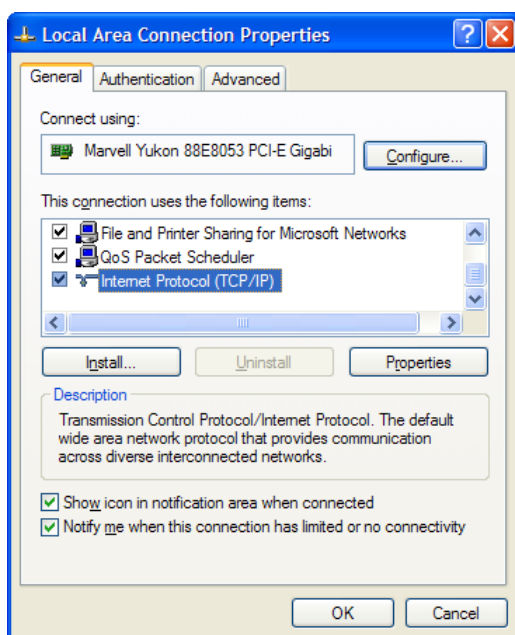 Local Area Connection Properties
General Authentication Advanced
Connect using:
Marvell Yukon 88E8053 PCI-E Gigabi
Configure...
This connection uses the following items:
File and Printer Sharing for Microsoft Networks
QoS Packet Scheduler
Internet Protocol (TCP/IP)
Install... Uninstall Properties
Description
Transmission Control Protocol/Internet Protocol. The default
wide area network protocol that provides communication
across diverse interconnected networks.
Show icon in notification area when connected
Notify me when this connection has limited or no connectivity
OK Cancel